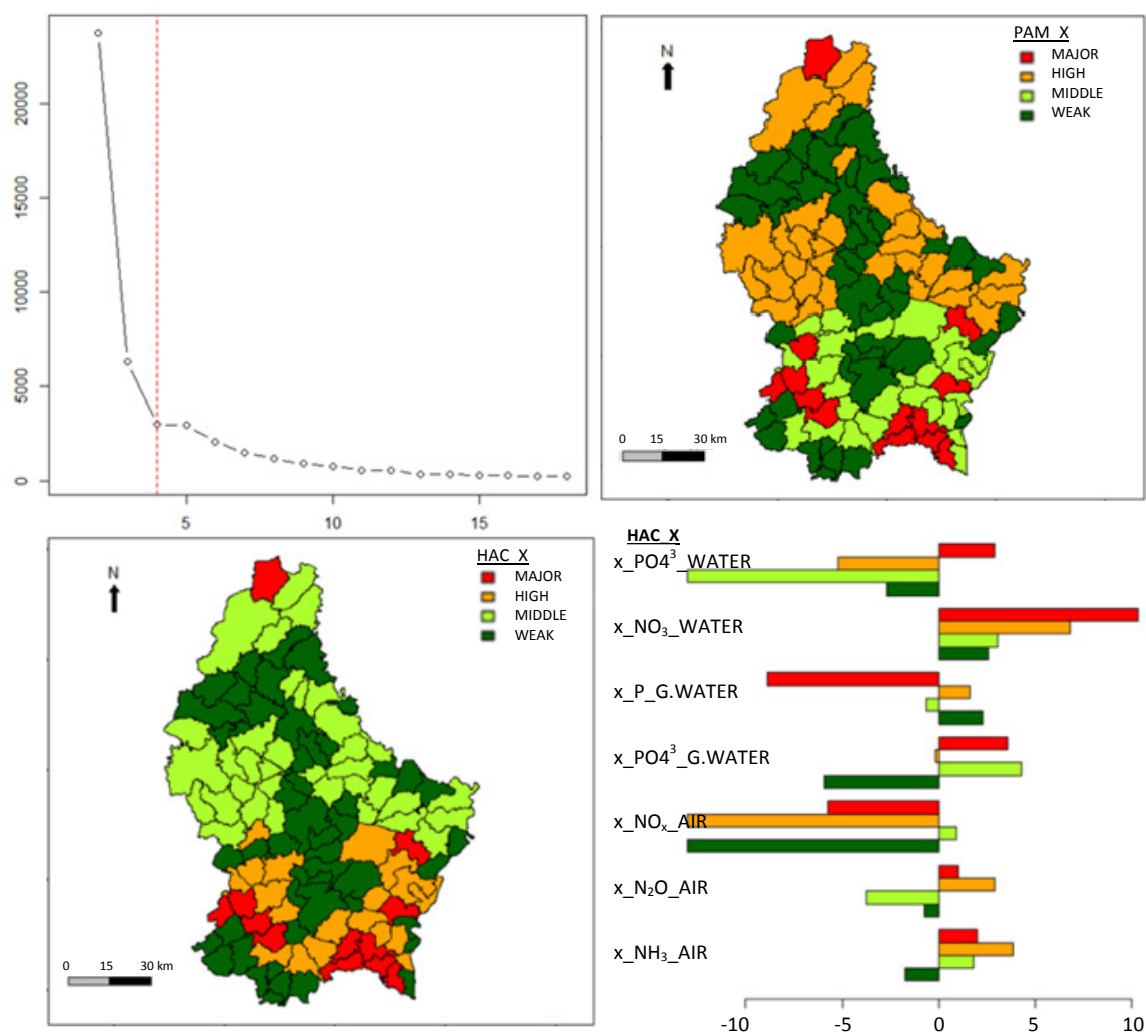 20000
15000
10000
5000
0
5
10
15
PAM_X
N
MAJOR
HIGH
MIDDLE
WEAK
0 15 30 km
HAC_X
N
MAJOR
HIGH
MIDDLE
WEAK
0 15 30 km
HAC_X
x_PO4³_WATER
x_NO₃_WATER
x_P_G.WATER
x_PO4³_G.WATER
x_NOₓ_AIR
x_N₂O_AIR
x_NH₃_AIR
-10 -5 0 5 10